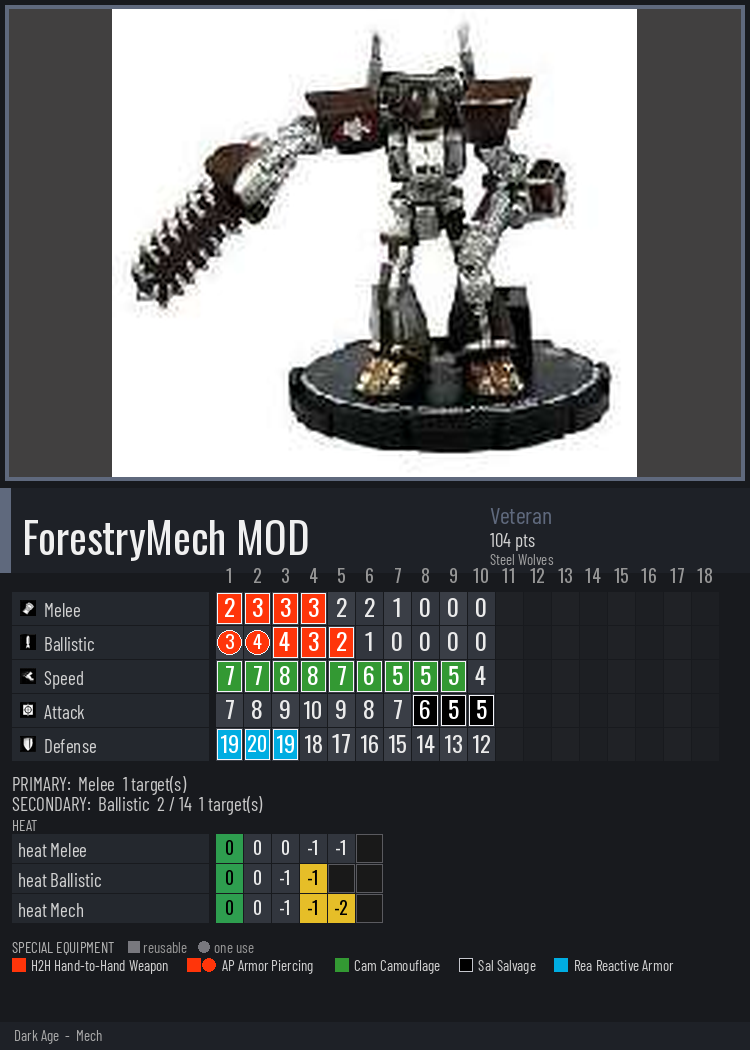 ForestryMech MOD
Veteran
104 pts
Steel Wolves
1 2 3 4 5 6 7 8 9 10 11 12 13 14 15 16 17 18
Melee 2 3 3 3 2 2 1 0 0 0
Ballistic 3 4 4 3 2 1 0 0 0 0
Speed 7 7 8 8 7 6 5 5 5 4
Attack 7 8 9 10 9 8 7 6 5 5
Defense 19 20 19 18 17 16 15 14 13 12
PRIMARY: Melee 1 target(s)
SECONDARY: Ballistic 2 / 14 1 target(s)
HEAT
heat Melee 0 0 0 -1 -1
heat Ballistic 0 0 -1 -1
heat Mech 0 0 -1 -1 -2
SPECIAL EQUIPMENT reusable one use
H2H Hand-to-Hand Weapon AP Armor Piercing Cam Camouflage Sal Salvage Rea Reactive Armor
Dark Age - Mech